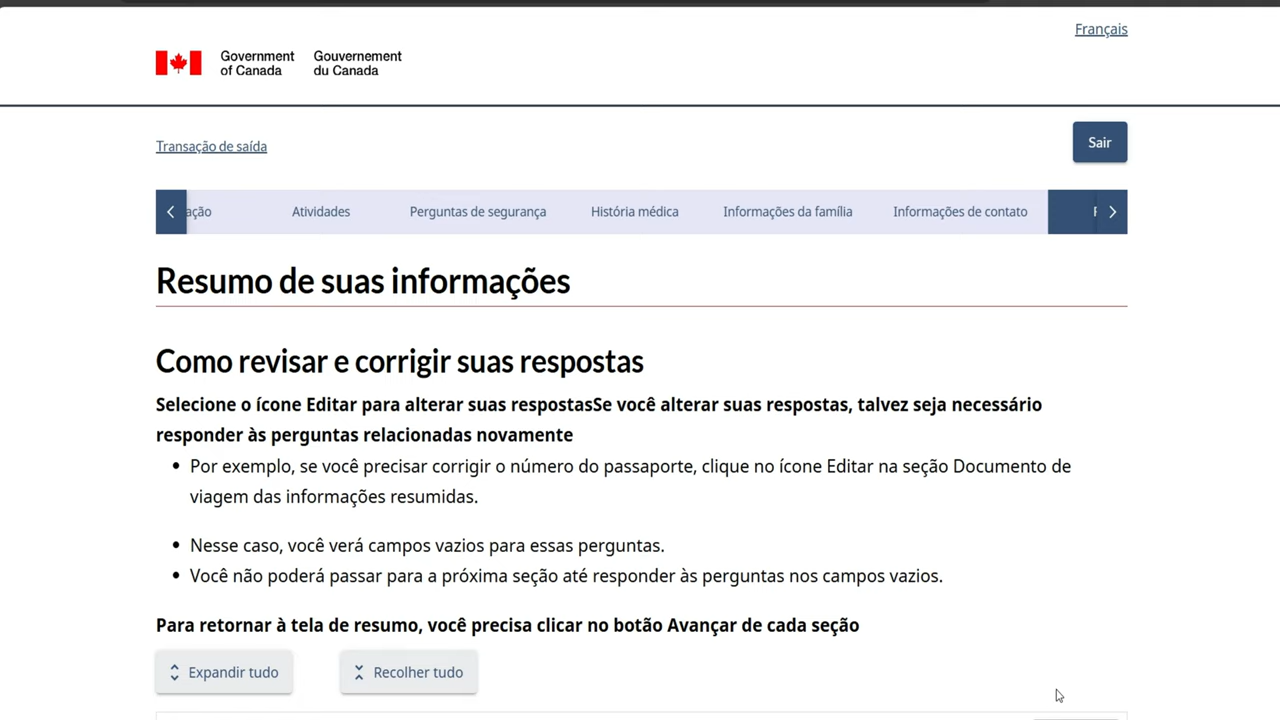 Français
Government of Canada
Gouvernement du Canada
Transação de saída
Sair
ação Atividades Perguntas de segurança História médica Informações da família Informações de contato
Resumo de suas informações
Como revisar e corrigir suas respostas
Selecione o ícone Editar para alterar suas respostasSe você alterar suas respostas, talvez seja necessário
responder às perguntas relacionadas novamente
Por exemplo, se você precisar corrigir o número do passaporte, clique no ícone Editar na seção Documento de
viagem das informações resumidas.
Nesse caso, você verá campos vazios para essas perguntas.
Você não poderá passar para a próxima seção até responder às perguntas nos campos vazios.
Para retornar à tela de resumo, você precisa clicar no botão Avançar de cada seção
Expandir tudo Recolher tudo